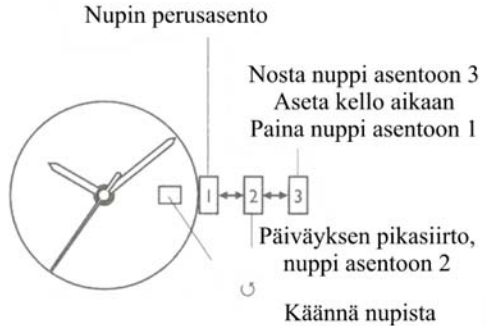 Nupin perusasento
Nosta nuppi asentoon 3
Aseta kello aikaan
Paina nuppi asentoon 1
1 2 3
Päiväyksen pikasiirto,
nuppi asentoon 2
Käännä nupista